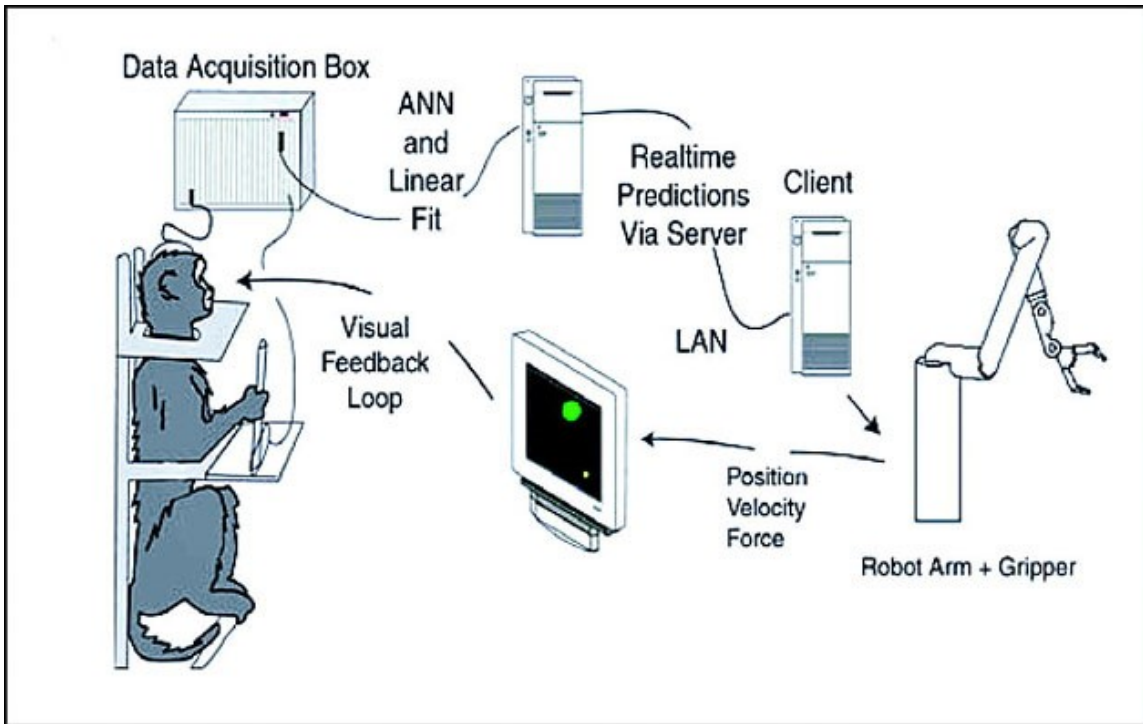 Data Acquisition Box
ANN
and
Linear
Fit
Realtime
Predictions
Via Server
Client
LAN
Visual
Feedback
Loop
Position
Velocity
Force
Robot Arm + Gripper